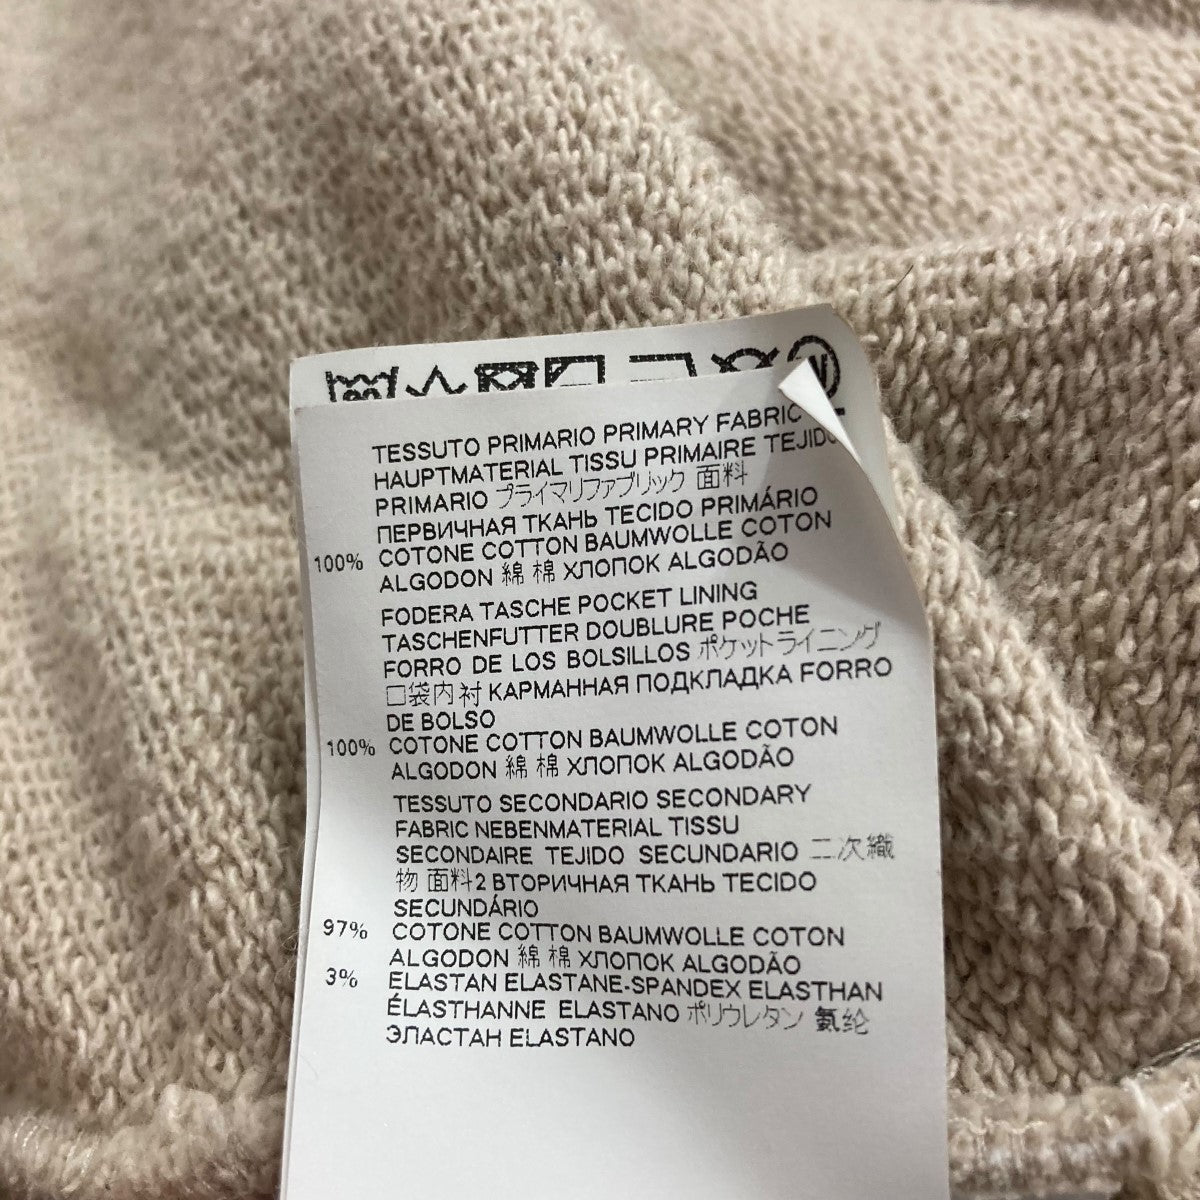 TESSUTO PRIMARIO PRIMARY FABRIC
HAUPTMATERIAL TISSU PRIMAIRE TEJIDO
PRIMARIO プライマリファブリック 面料
ПЕРВИЧНАЯ ТКАНЬ TECIDO PRIMÁRIO
100% COTONE COTTON BAUMWOLLE COTON
ALGODON 綿 棉 ХЛОПОК ALGODÃO
FODERA TASCHE POCKET LINING
TASCHENFUTTER DOUBLURE POCHE
FORRO DE LOS BOLSILLOS ポケットライニング
口袋内衬 КАРМАННАЯ ПОДКЛАДКА FORRO
DE BOLSO
100% COTONE COTTON BAUMWOLLE COTON
ALGODON 綿 棉 ХЛОПОК ALGODÃO
TESSUTO SECONDARIO SECONDARY
FABRIC NEBENMATERIAL TISSU
SECONDAIRE TEJIDO SECUNDARIO 二次織
物 面料2 ВТОРИЧНАЯ ТКАНЬ TECIDO
SECUNDÁRIO
97% COTONE COTTON BAUMWOLLE COTON
ALGODON 綿 棉 ХЛОПОК ALGODÃO
3% ELASTAN ELASTANE-SPANDEX ELASTHAN
ÉLASTHANNE ELASTANO ポリウレタン 氨纶
ЭЛАСТАН ELASTANO